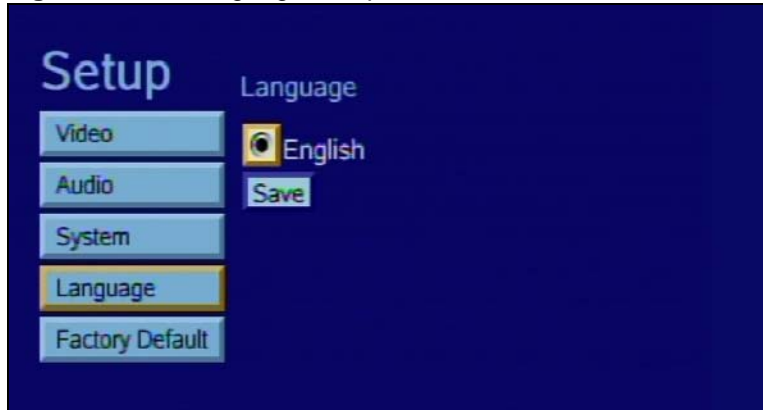 Setup
Video
Audio
System
Language
Factory Default
Language
English
Save